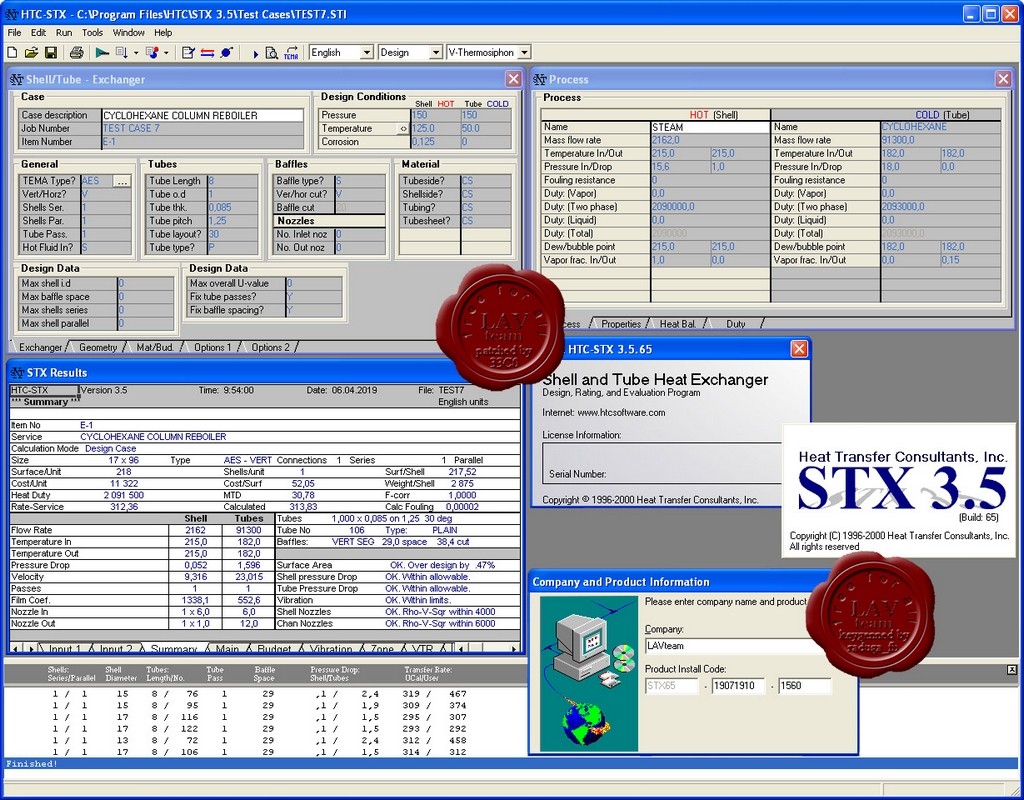 HTC-STX - C:\Program Files\HTC\STX 3.5\Test Cases\TEST7.STI
File Edit Run Tools Window Help
TEMA English Design V-Thermosiphon
Shell/Tube - Exchanger
Case
Case description CYCLOHEXANE COLUMN REBOILER
Job Number TEST CASE 7
Item Number E-1
Design Conditions
Shell HOT Tube COLD
Pressure 150 150
Temperature <> 125.0 50.0
Corrosion 0,125 0
General
TEMA Type? AES ...
Ver/Horz? V
Shells Ser. 1
Shells Par. 1
Tube Pass. 1
Hot Fluid In? S
Tubes
Tube Length 8
Tube o.d 1
Tube thk. 0,085
Tube pitch 1,25
Tube layout? 30
Tube type? P
Baffles
Baffle type? S
Ver/hor cut? V
Baffle cut 20
Nozzles
No. Inlet noz 0
No. Out noz 0
Material
Tubeside? CS
Shellside? CS
Tubing? CS
Tubesheet? CS
Design Data
Max shell i.d 0
Max baffle space 0
Max shells series 0
Max shell parallel 0
Design Data
Max overall U-value 0
Fix tube passes? Y
Fix baffle spacing? Y
Exchanger Geometry Mat/Bud. Options 1 Options 2
Process
Process
HOT (Shell) COLD (Tube)
Name STEAM Name CYCLOHEXANE
Mass flow rate 2162,0 Mass flow rate 91300,0
Temperature In/Out 215,0 215,0 Temperature In/Out 182,0 182,0
Pressure In/Drop 15,6 1,0 Pressure In/Drop 18,0 0,0
Fouling resistance 0 Fouling resistance 0
Duty: (Vapor) 0,0 Duty: (Vapor) 0,0
Duty: (Two phase) 2090000,0 Duty: (Two phase) 2093000,0
Duty: (Liquid) 0,0 Duty: (Liquid) 0,0
Duty: (Total) 2090000 Duty: (Total) 2093000,0
Dew/bubble point 215,0 215,0 Dew/bubble point 182,0 182,0
Vapor frac. In/Out 1,0 0,0 Vapor frac. In/Out 0,0 0,15
cess Properties Heat Bal. Duty
LAV
team
patched by
STX Results
HTC-STX Version 3.5 Time: 9:54:00 Date: 06.04.2019 File: TEST7
*** Summary *** English units
Item No E-1
Service CYCLOHEXANE COLUMN REBOILER
Calculation Mode Design Case
Size 17 x 96 Type AES - VERT Connections 1 Series 1 Parallel
Surface/Unit 218 Shells/unit 1 Surf/Shell 217,52
Cost/Unit 11 322 Cost/Surf 52,05 Weight/Shell 2 875
Heat Duty 2 091 500 MTD 30,78 F-corr 1,0000
Rate-Service 312,36 Calculated 313,83 Calc Fouling 0,00002
Shell Tubes Tubes 1,000 x 0,085 on 1,25 30 deg
Flow Rate 2162 91300 Tube No 106 Type: PLAIN
Temperature In 215,0 182,0 Baffles: VERT SEG 29,0 space 38,4 cut
Temperature Out 215,0 182,0
Pressure Drop 0,052 1,596 Surface Area OK. Over design by .47%
Velocity 9,316 23,015 Shell pressure Drop OK. Within allowable.
Passes 1 1 Tube Pressure Drop OK. Within allowable.
Film Coef. 1338,1 552,6 Vibration OK. Within limits.
Nozzle In 1 x 6,0 6,0 Shell Nozzles OK. Rho-V-Sqr within 4000
Nozzle Out 1 x 1,0 12,0 Chan Nozzles OK. Rho-V-Sqr within 6000
Input 1 Input 2 Summary Main Budget Vibration Zone VTR
HTC-STX 3.5.65
Shell and Tube Heat Exchanger
Design, Rating, and Evaluation Program
Internet: www.htcsoftware.com
License Information:
Serial Number:
Copyright © 1996-2000 Heat Transfer Consultants, Inc.
Heat Transfer Consultants, Inc.
STX 3.5
(Build: 65)
Copyright (C) 1996-2000 Heat Transfer Consultants, Inc.
All rights reserved
Company and Product Information
Please enter company name and product
Company:
LAVteam
Product Install Code:
STX65 - 19071910 - 1560
LAV
team
keygenned by
radusa_fb
Shells: Shell Tubes: Tube Baffle Pressure Drop: Transfer Rate:
Series/Parallel Diameter Length/No. Pass Space Shell/Tubes UCal/User
1 / 1 15 8 / 76 1 29 ,1 / 2,4 319 / 467
1 / 1 15 8 / 95 1 29 ,1 / 1,9 309 / 374
1 / 1 17 8 / 116 1 29 ,1 / 1,5 295 / 307
1 / 1 17 8 / 122 1 29 ,1 / 1,5 293 / 292
1 / 1 13 8 / 72 1 29 ,1 / 2,4 312 / 458
1 / 1 17 8 / 106 1 29 ,1 / 1,5 314 / 312
Finished!